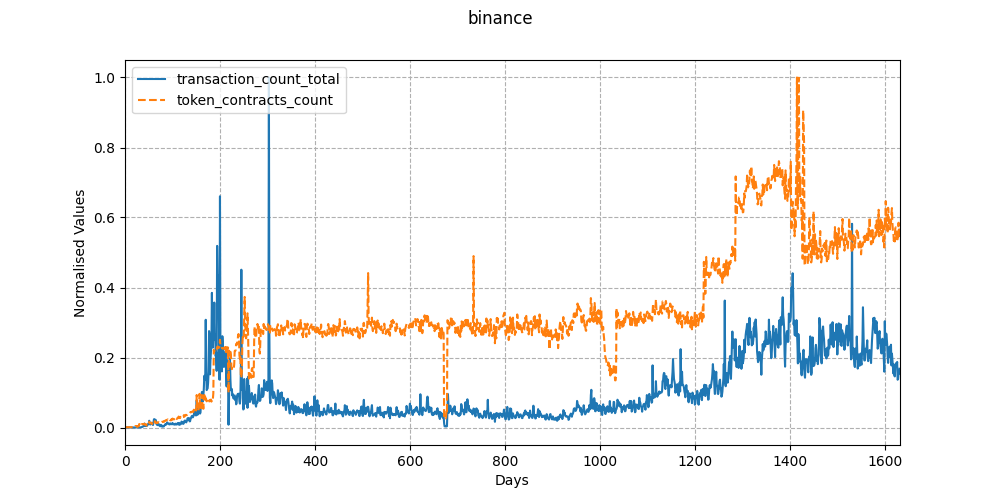 binance
transaction_count_total
token_contracts_count
1.0
0.8
0.6
0.4
0.2
0.0
Normalised Values
0 200 400 600 800 1000 1200 1400 1600
Days